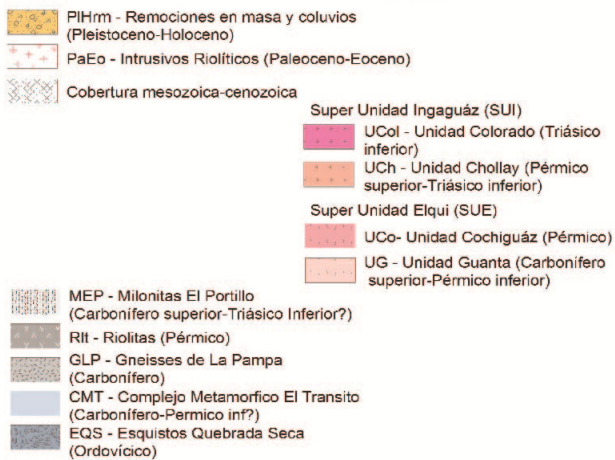 PlHrm - Remociones en masa y coluvios
(Pleistoceno-Holoceno)
PaEo - Intrusivos Riolíticos (Paleoceno-Eoceno)
Cobertura mesozoica-cenozoica
Super Unidad Ingaguáz (SUI)
UCol - Unidad Colorado (Triásico
inferior)
UCh - Unidad Chollay (Pérmico
superior-Triásico inferior)
Super Unidad Elqui (SUE)
UCo- Unidad Cochiguáz (Pérmico)
UG - Unidad Guanta (Carbonífero
superior-Pérmico inferior)
MEP - Milonitas El Portillo
(Carbonífero superior-Triásico Inferior?)
Rlt - Riolitas (Pérmico)
GLP - Gneisses de La Pampa
(Carbonífero)
CMT - Complejo Metamorfico El Transito
(Carbonífero-Permico inf?)
EQS - Esquistos Quebrada Seca
(Ordovícico)